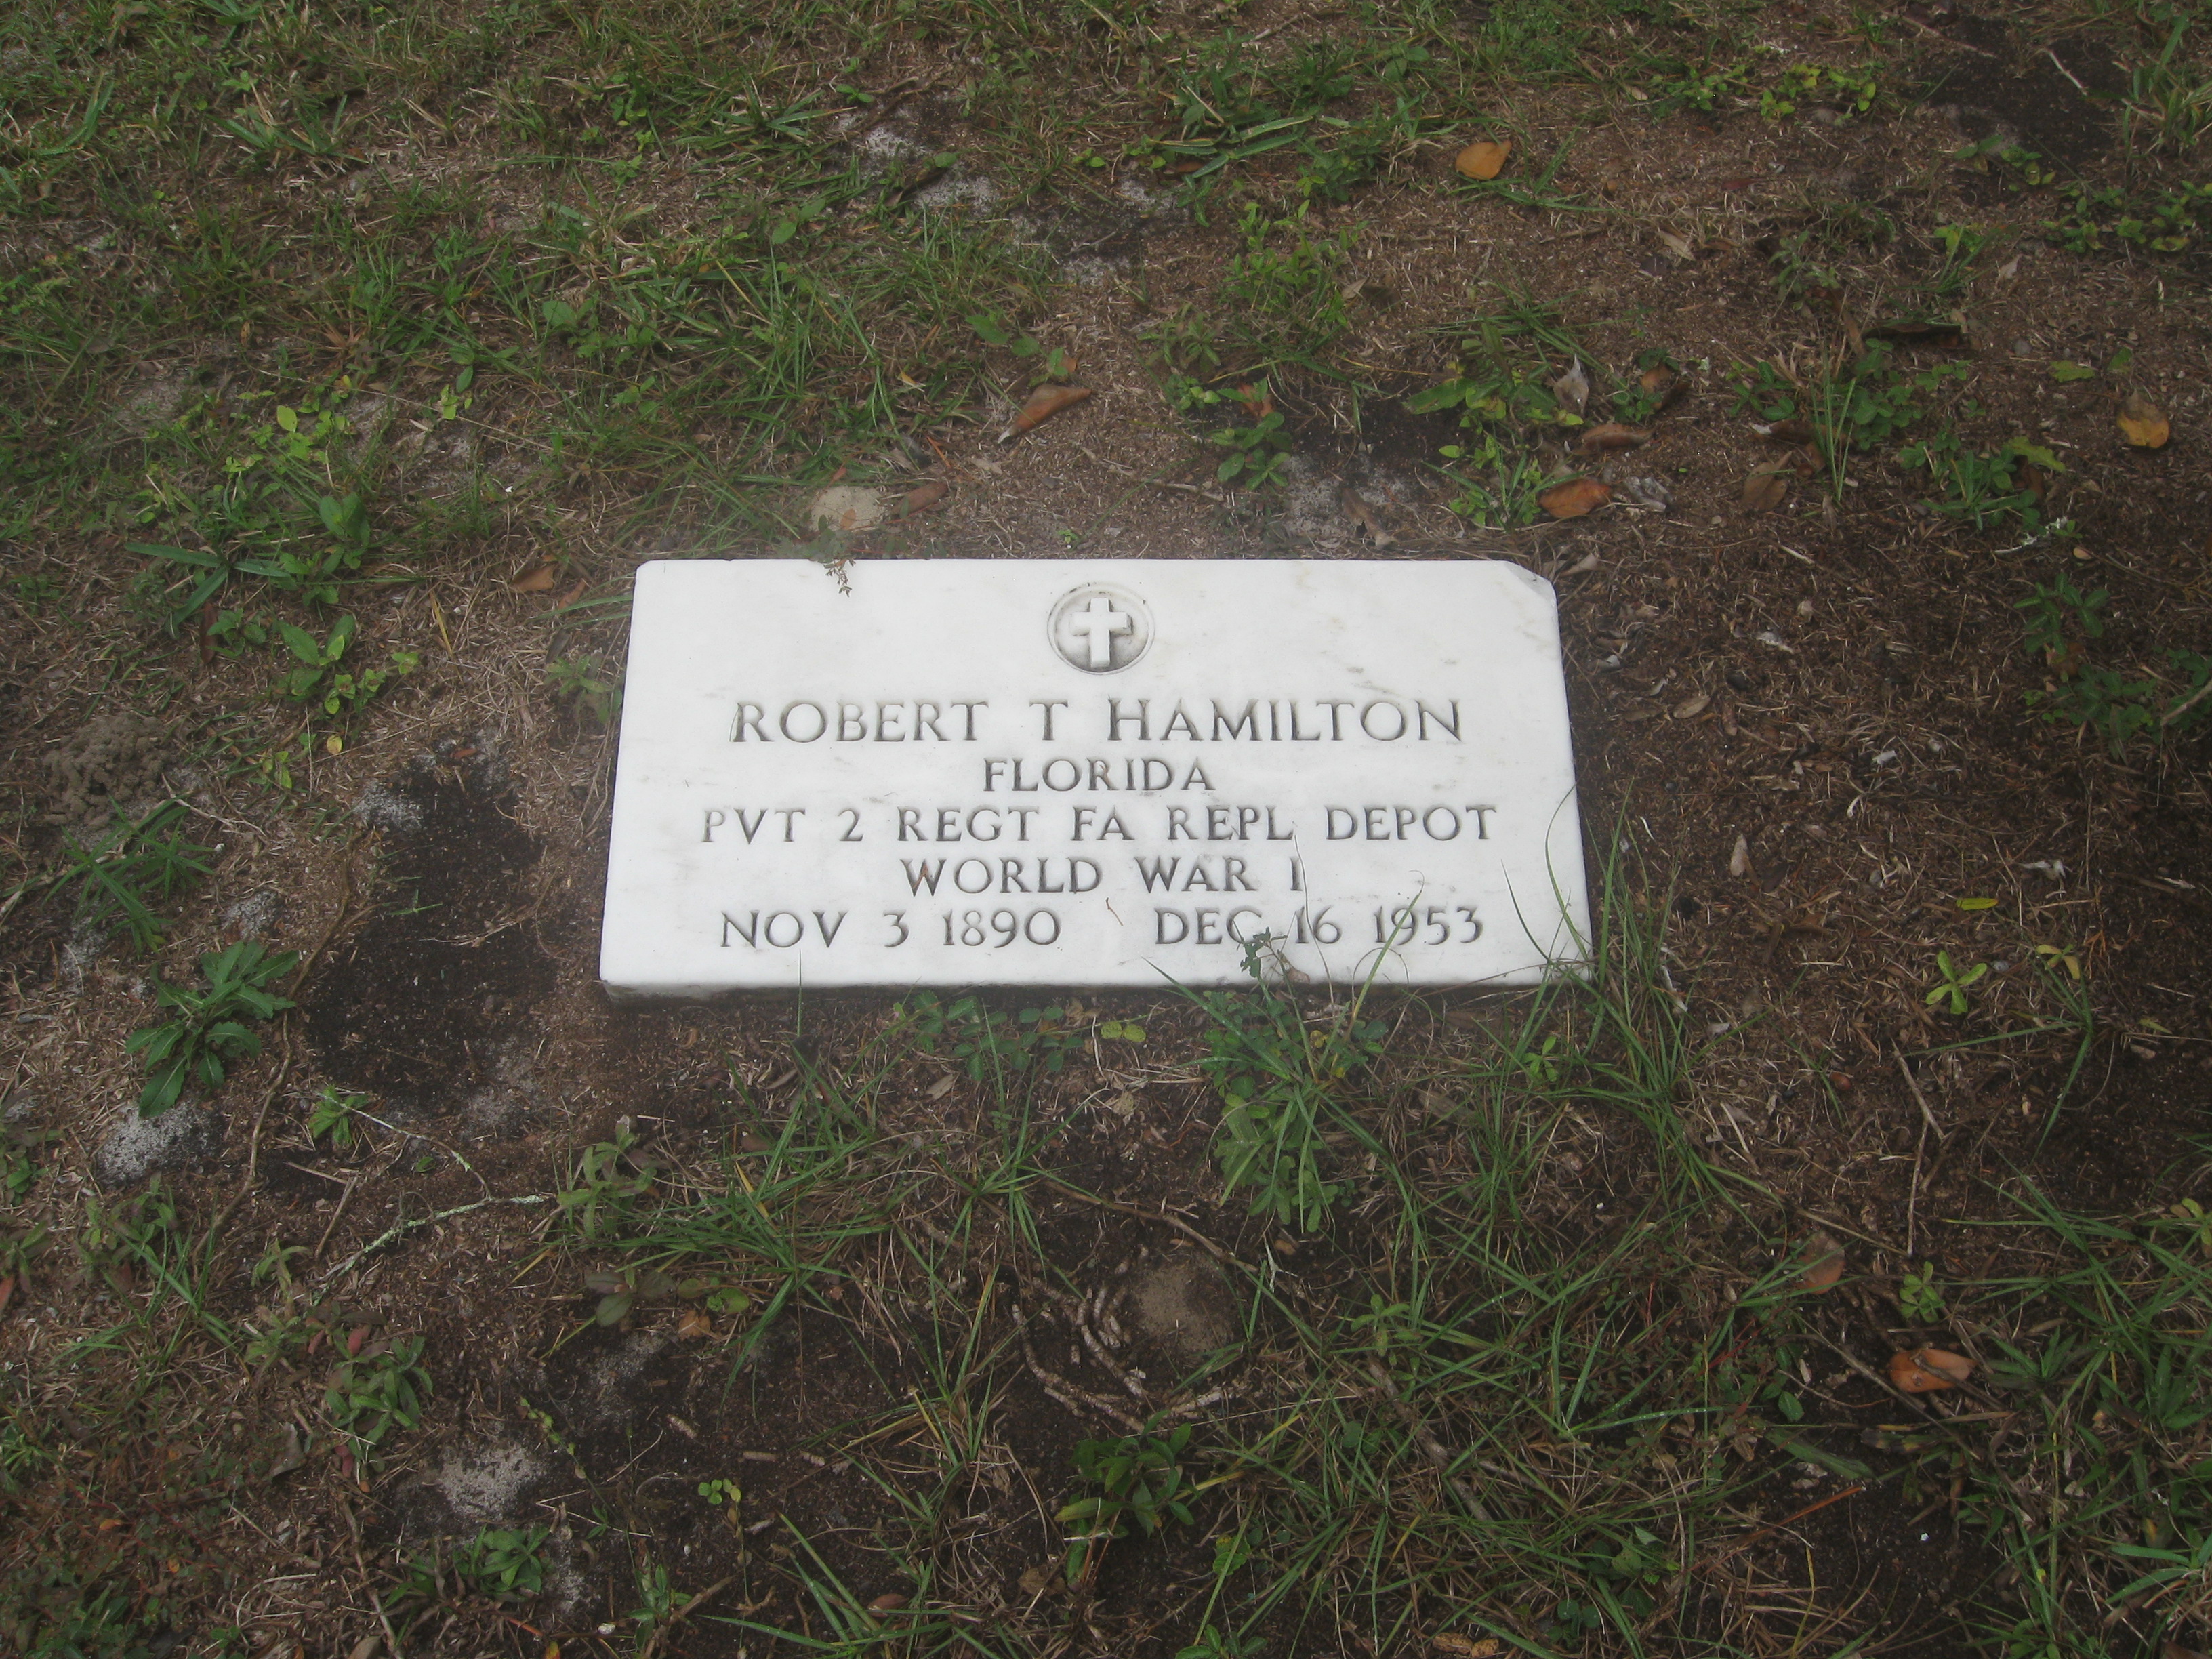 ROBERT T HAMILTON
FLORIDA
PVT 2 REGT FA REPL DEPOT
WORLD WAR I
NOV 3 1890 DEC 16 1953